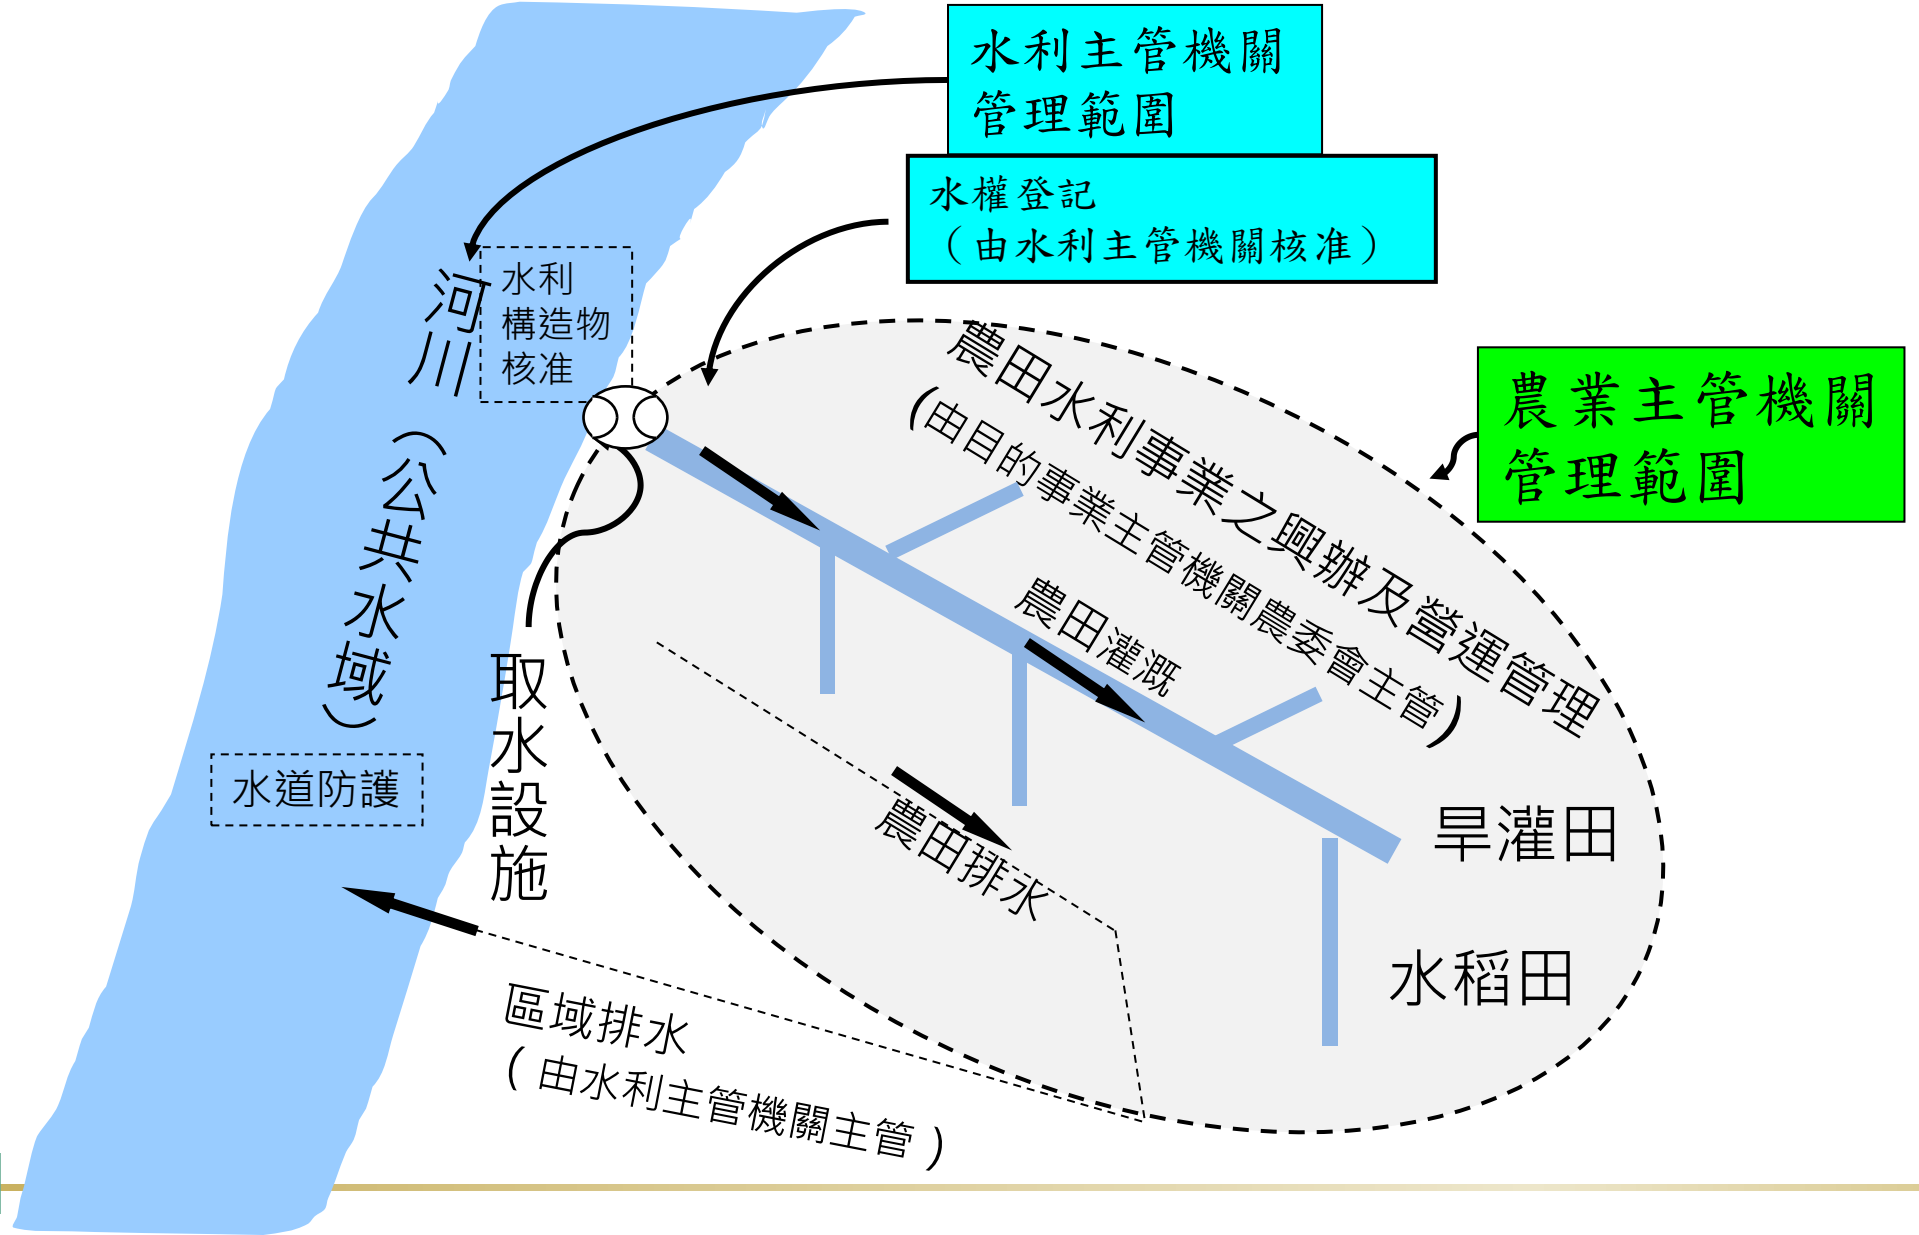 水利主管機關
管理範圍
水權登記
（由水利主管機關核准）
水利
構造物
核准
河川（公共水域）
農業主管機關
管理範圍
農田水利事業之興辦及營運管理
(由目的事業主管機關農委會主管)
農田灌溉
取水設施
水道防護
農田排水
旱灌田
水稻田
區域排水
（由水利主管機關主管）